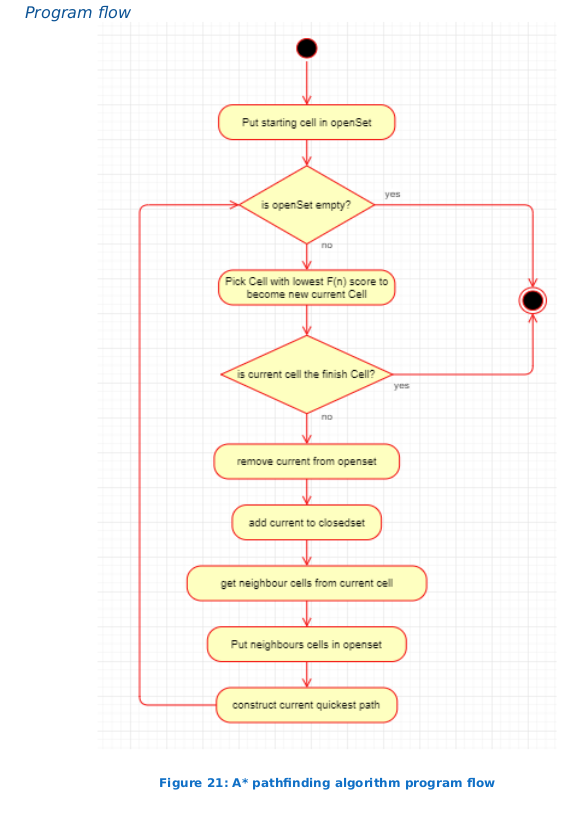 Program flow
Put starting cell in openSet
is openSet empty?
yes
no
Pick Cell with lowest F(n) score to
become new current Cell
is current cell the finish Cell?
yes
no
remove current from openset
add current to closedset
get neighbour cells from current cell
Put neighbours cells in openset
construct current quickest path
Figure 21: A* pathfinding algorithm program flow